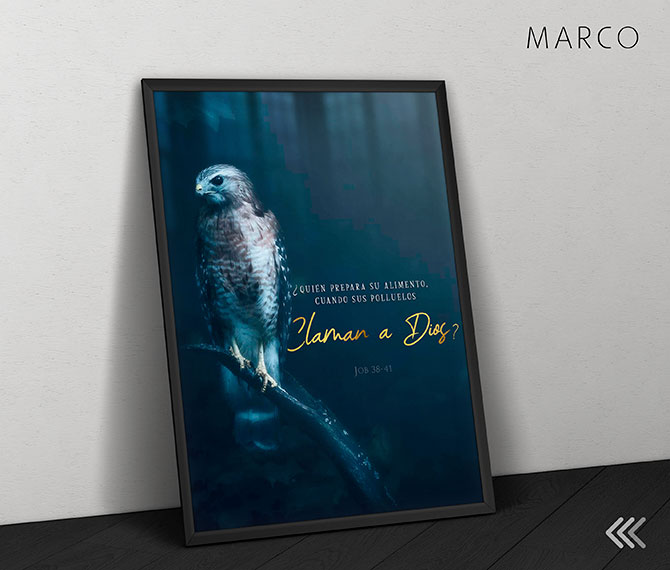 MARCO
¿QUIÉN PREPARA SU ALIMENTO,
CUANDO SUS POLLUELOS
Claman a Dios?
JOB 38-41